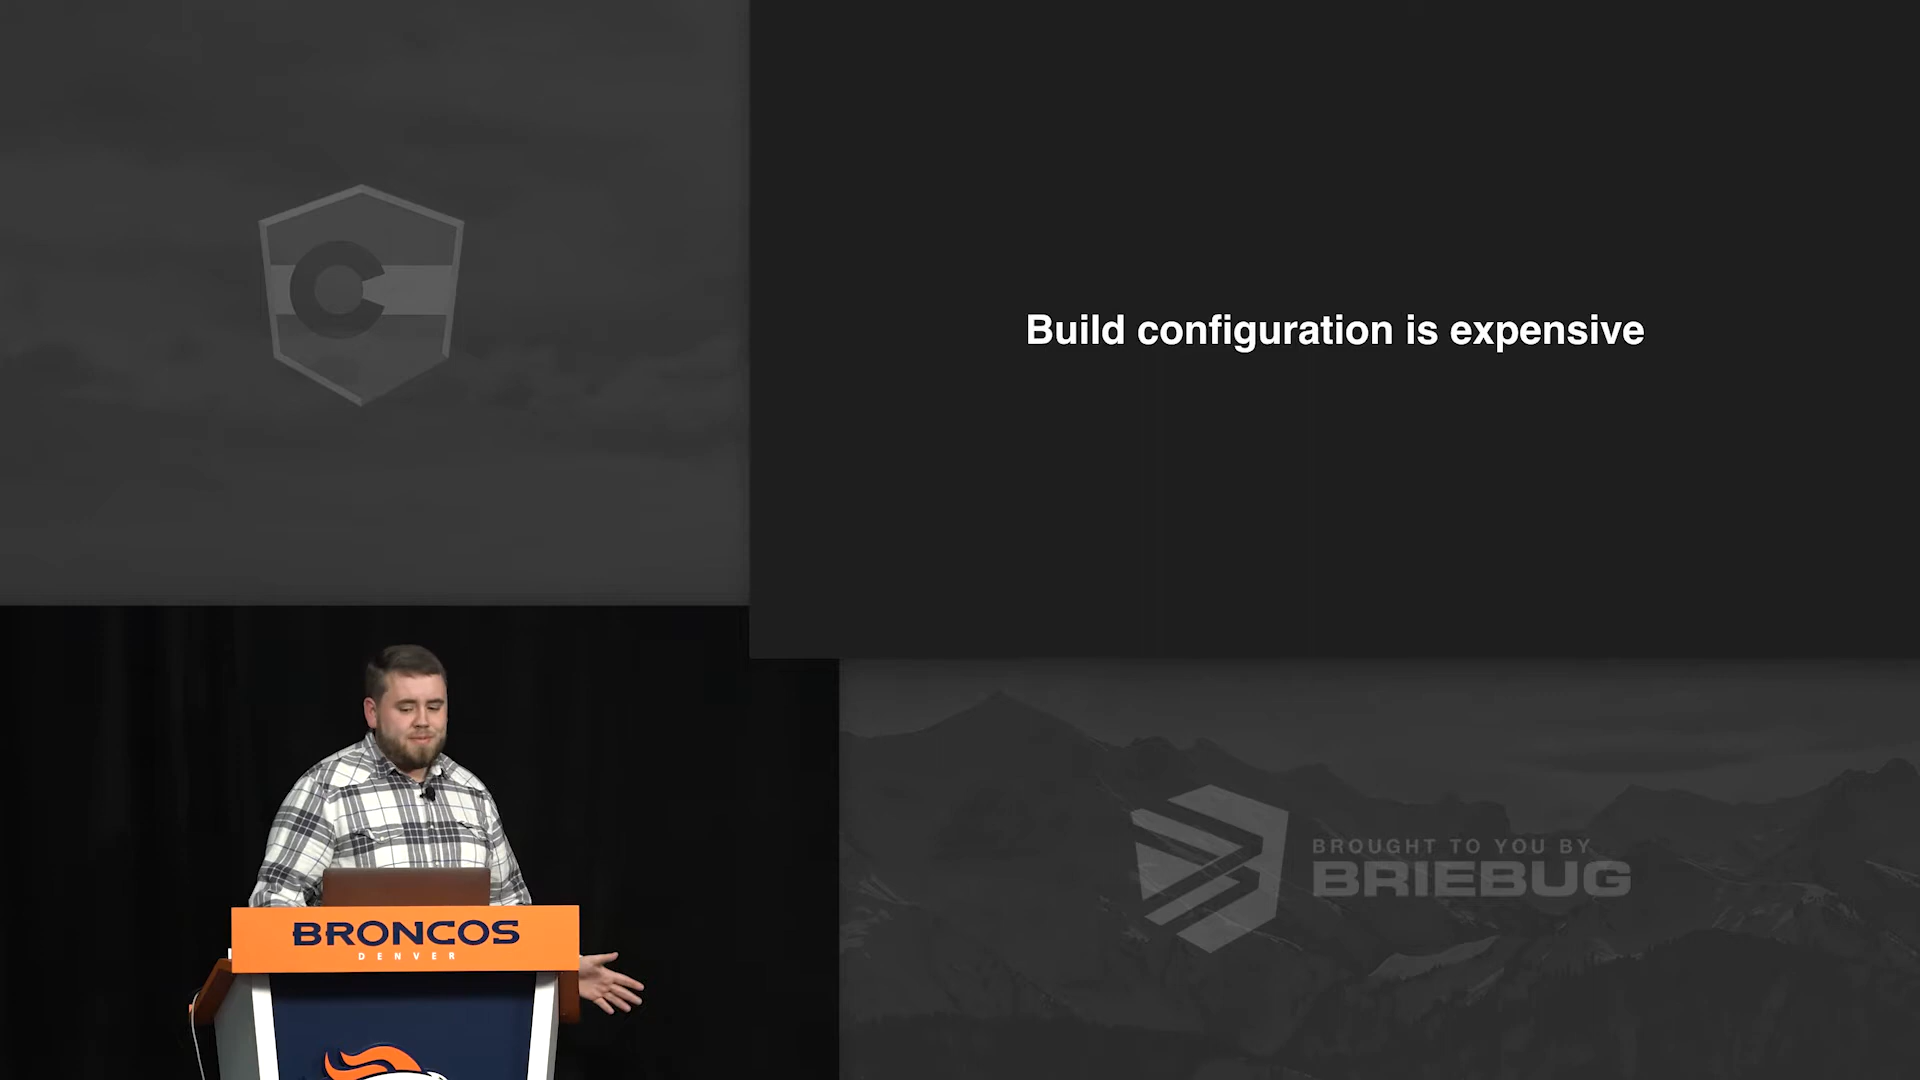 Build configuration is expensive
BROUGHT TO YOU BY
BRIEBUG
BRONCOS
DENVER